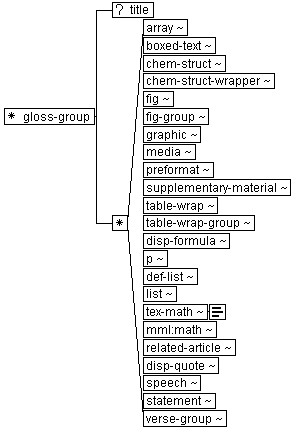 ? title
* gloss-group
array ~
boxed-text ~
chem-struct ~
chem-struct-wrapper ~
fig ~
fig-group ~
graphic ~
media ~
preformat ~
supplementary-material ~
table-wrap ~
* table-wrap-group ~
disp-formula ~
p ~
def-list ~
list ~
tex-math ~
mml:math ~
related-article ~
disp-quote ~
speech ~
statement ~
verse-group ~